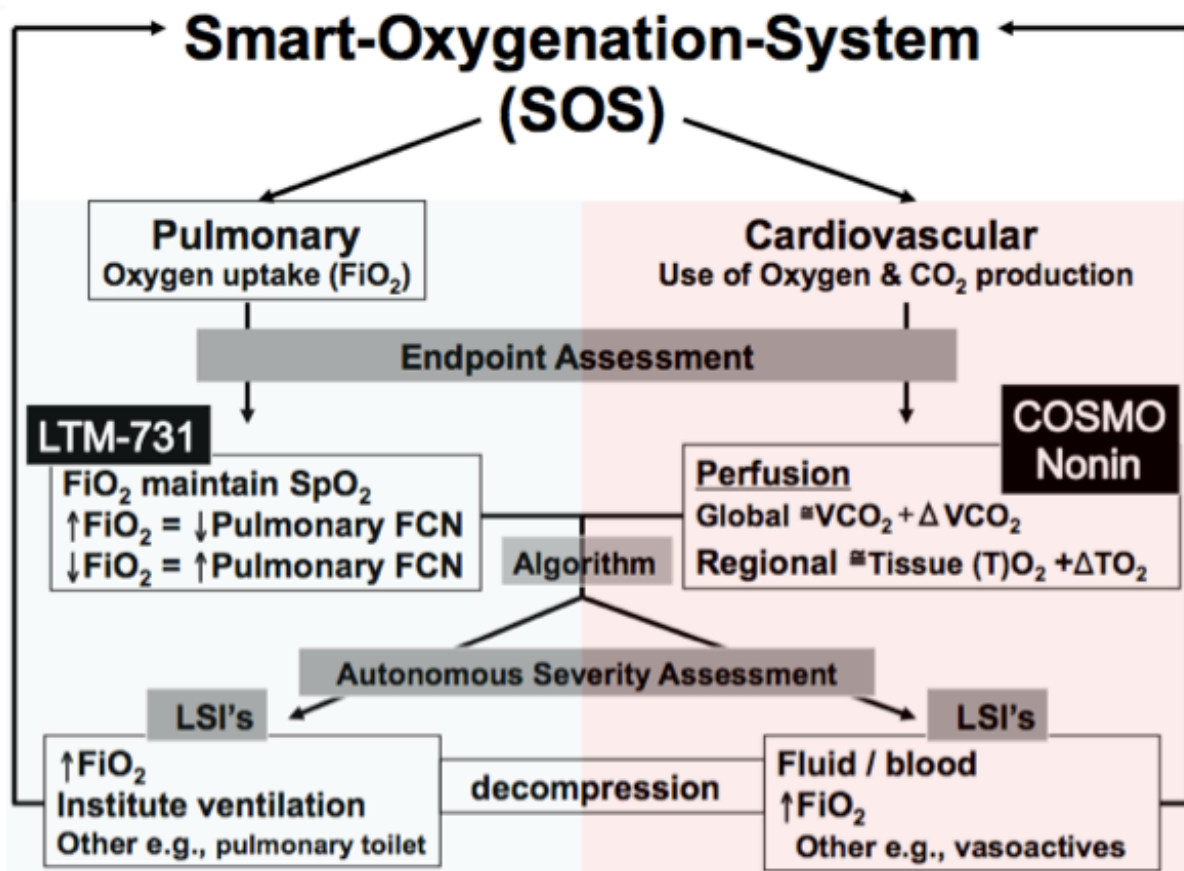 Smart-Oxygenation-System
(SOS)
Pulmonary
Oxygen uptake (FiO₂)
Cardiovascular
Use of Oxygen & CO₂ production
Endpoint Assessment
LTM-731
FiO₂ maintain SpO₂
↑FiO₂ = ↓Pulmonary FCN
↓FiO₂ = ↑Pulmonary FCN
COSMO
Nonin
Perfusion
Global ≅VCO₂ + Δ VCO₂
Regional ≅Tissue (T)O₂ +ΔTO₂
Algorithm
Autonomous Severity Assessment
LSI's
↑FiO₂
Institute ventilation
Other e.g., pulmonary toilet
decompression
LSI's
Fluid / blood
↑FiO₂
Other e.g., vasoactives